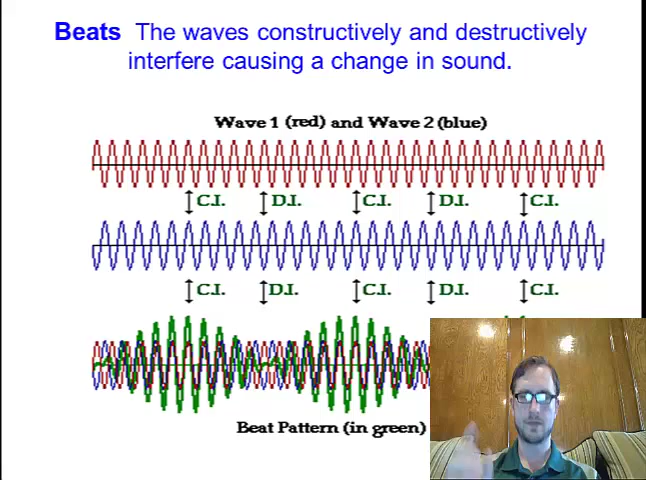 Beats The waves constructively and destructively
interfere causing a change in sound.
Wave 1 (red) and Wave 2 (blue)
C.I. D.I. C.I. D.I. C.I.
C.I. D.I. C.I. D.I. C.I.
Beat Pattern (in green)